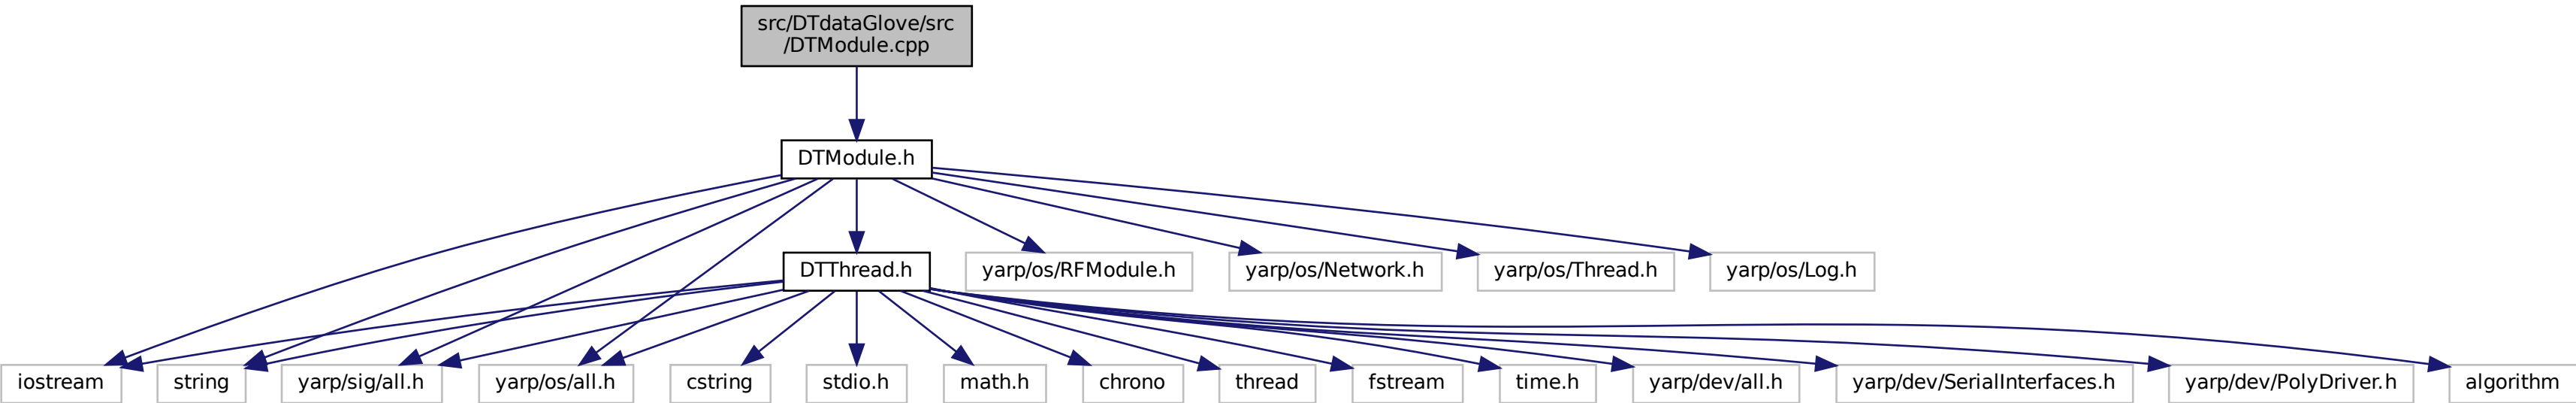 src/DTdataGlove/src
/DTModule.cpp
DTModule.h
DTThread.h
yarp/os/RFModule.h
yarp/os/Network.h
yarp/os/Thread.h
yarp/os/Log.h
iostream
string
yarp/sig/all.h
yarp/os/all.h
cstring
stdio.h
math.h
chrono
thread
fstream
time.h
yarp/dev/all.h
yarp/dev/SerialInterfaces.h
yarp/dev/PolyDriver.h
algorithm